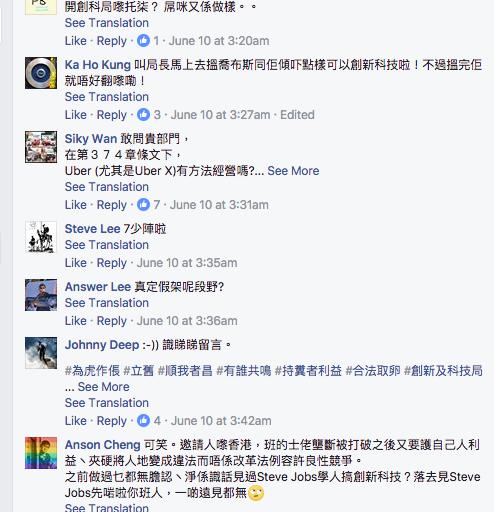 開創科局嚟托柒？ 屌咪又係做樣。。
See Translation
Like · Reply · 1 · June 10 at 3:20am
Ka Ho Kung 叫局長馬上去搵喬布斯同佢傾吓點樣可以創新科技啦！不過搵完佢
就唔好翻嚟嘞！
See Translation
Like · Reply · 3 · June 10 at 3:27am · Edited
Siky Wan 敢問貴部門，
在第３７４章條文下，
Uber (尤其是Uber X)有方法經營嗎?... See More
See Translation
Like · Reply · 7 · June 10 at 3:31am
Steve Lee 7少陣啦
See Translation
Like · Reply · June 10 at 3:35am
Answer Lee 真定假架呢段野?
See Translation
Like · Reply · June 10 at 3:36am
Johnny Deep :-)) 識睇睇留言。
#為虎作倀 #立舊 #順我者昌 #有誰共鳴 #持糞者利益 #合法取卵 #創新及科技局
... See More
See Translation
Like · Reply · 4 · June 10 at 3:42am
Anson Cheng 可笑。邀請人嚟香港，班的士佬壟斷被打破之後又要護自己人利
益、夾硬將人地變成違法而唔係改革法例容許良性競爭。
之前做過乜都無膽認、淨係識話見過Steve Jobs學人搞創新科技？落去見Steve
Jobs先啱啦你班人，一啲遠見都無
See Translation